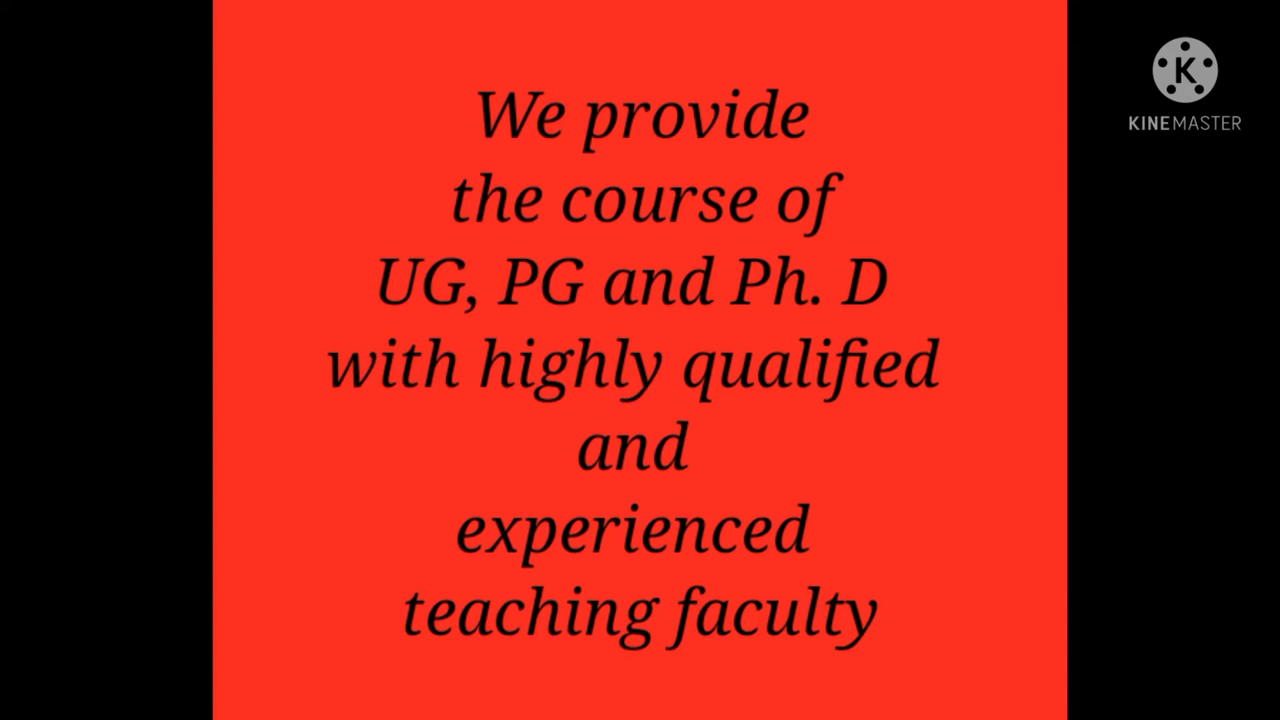 We provide
the course of
UG, PG and Ph. D
with highly qualified
and
experienced
teaching faculty
K
KINEMASTER